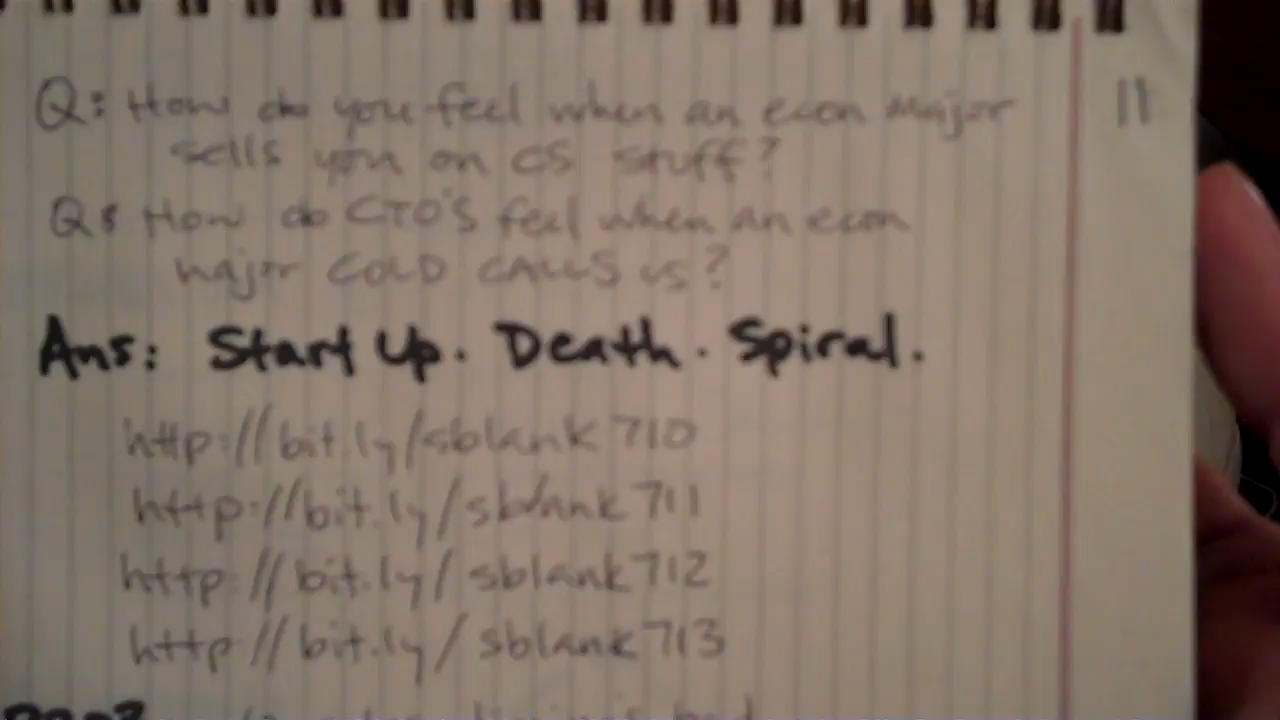 Q: How do you feel when an econ major 11
sells you on CS stuff?
Q: How do CTO'S feel when an econ
major COLD CALLS us?
Ans: Start Up. Death. Spiral.
http://bit.ly/sblank710
http://bit.ly/sblank711
http://bit.ly/sblank712
http://bit.ly/sblank713